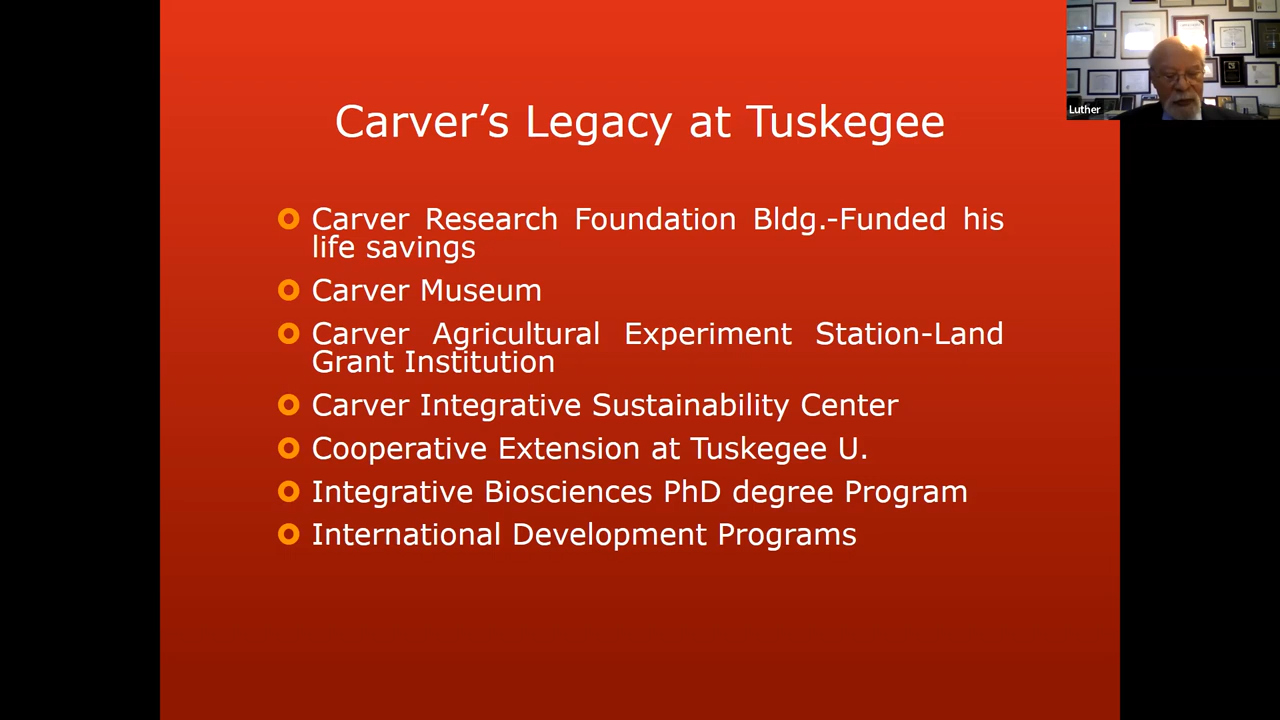 Carver's Legacy at Tuskegee
Carver Research Foundation Bldg.-Funded his
life savings
Carver Museum
Carver Agricultural Experiment Station-Land
Grant Institution
Carver Integrative Sustainability Center
Cooperative Extension at Tuskegee U.
Integrative Biosciences PhD degree Program
International Development Programs
Luther